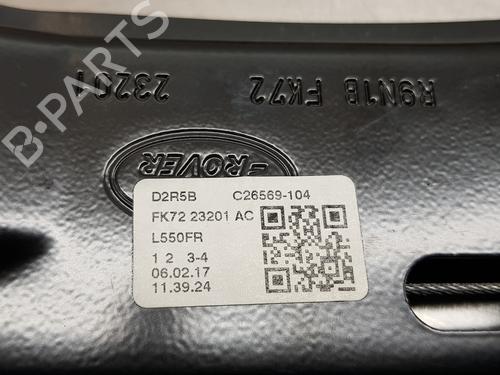 B-PARTS
R9N1B FK72
23201
ROVER
D2R5B C26569-104
FK72 23201 AC
L550FR
1 2 3-4
06.02.17
11.39.24